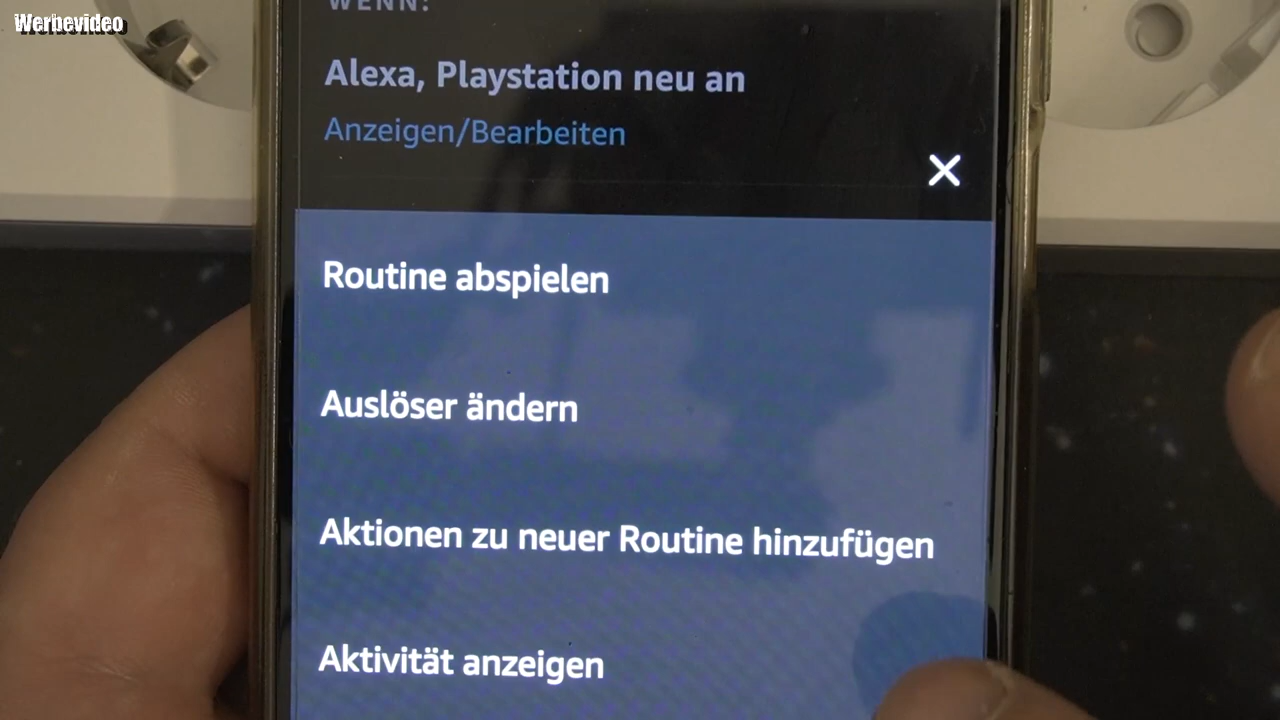 Werbevideo
WENN:
Alexa, Playstation neu an
Anzeigen/Bearbeiten
Routine abspielen
Auslöser ändern
Aktionen zu neuer Routine hinzufügen
Aktivität anzeigen